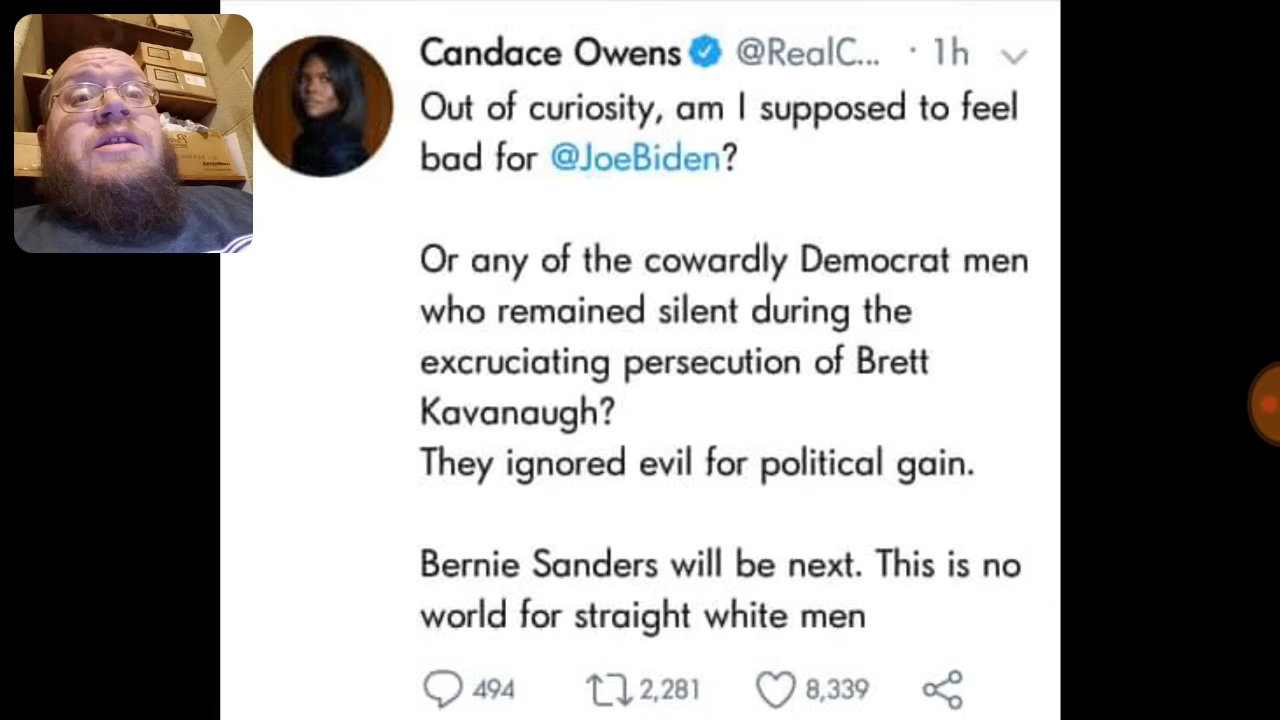 Candace Owens @RealC... · 1h
Out of curiosity, am I supposed to feel
bad for @JoeBiden?
Or any of the cowardly Democrat men
who remained silent during the
excruciating persecution of Brett
Kavanaugh?
They ignored evil for political gain.
Bernie Sanders will be next. This is no
world for straight white men
494 2,281 8,339